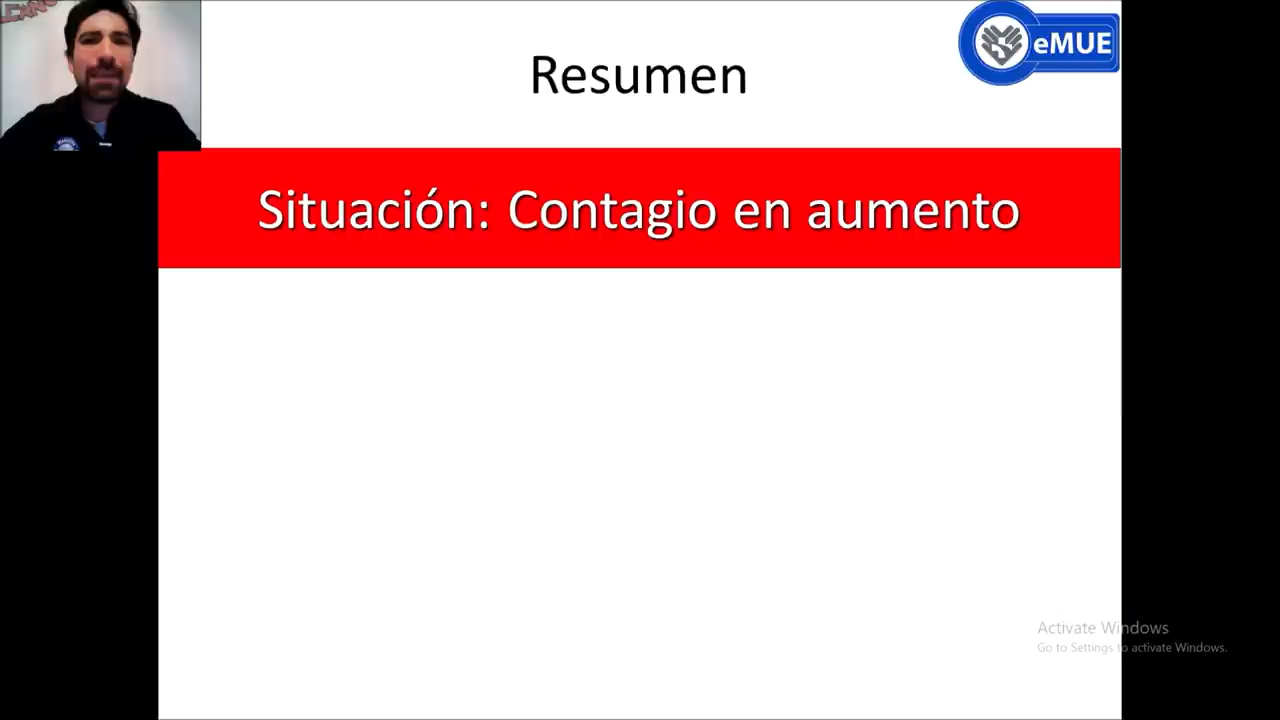 eMUE
Resumen
Situación: Contagio en aumento
Activate Windows
Go to Settings to activate Windows.